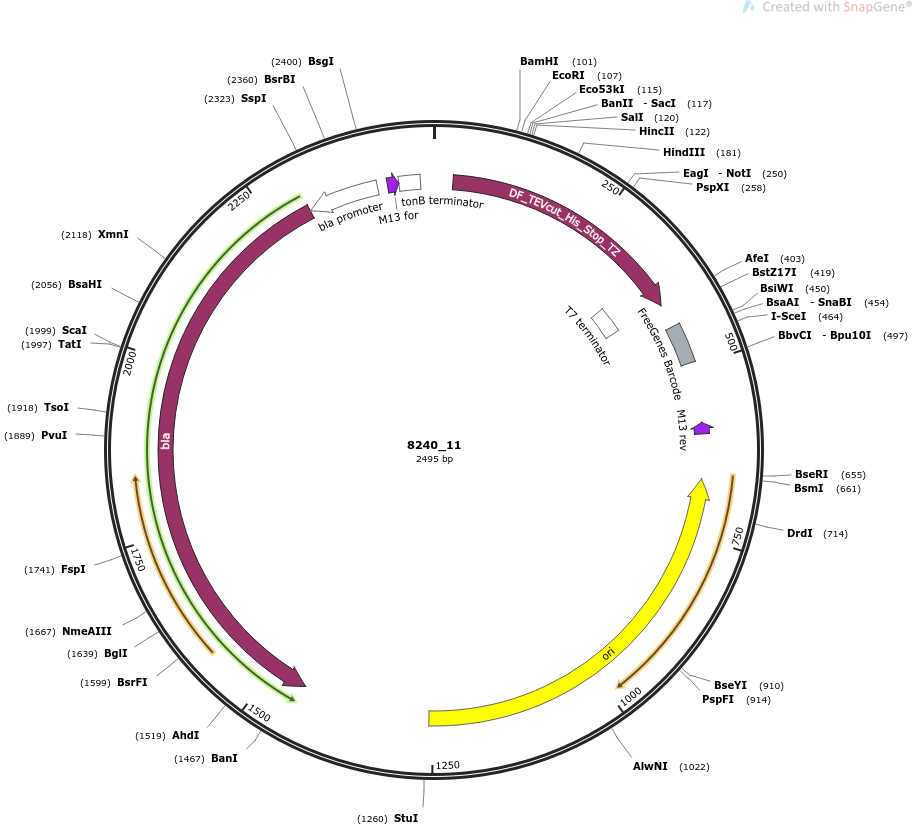 Created with SnapGene®
(2400) BsgI
(2360) BsrBI
(2323) SspI
BamHI (101)
EcoRI (107)
Eco53kI (115)
BanII - SacI (117)
SalI (120)
HincII (122)
HindIII (181)
EagI - NotI (250)
PspXI (258)
250
2250
DF_TEVcut_His_Stop_TZ
tonB terminator
M13 for
bla promoter
(2118) XmnI
(2056) BsaHI
(1999) ScaI
(1997) TatI
2000
AfeI (403)
BstZ17I (419)
BsiWI (450)
BsaAI - SnaBI (454)
I-SceI (464)
BbvCI - Bpu10I (497)
500
T7 terminator
FreeGenes Barcode
M13 rev
(1918) TsoI
(1889) PvuI
bla
8240_11
2495 bp
BseRI (655)
BsmI (661)
DrdI (714)
750
1750
(1741) FspI
(1667) NmeAIII
(1639) BglI
(1599) BsrFI
ori
BseYI (910)
PspFI (914)
1000
1500
(1519) AhdI
(1467) BanI
AlwNI (1022)
1250
(1260) StuI